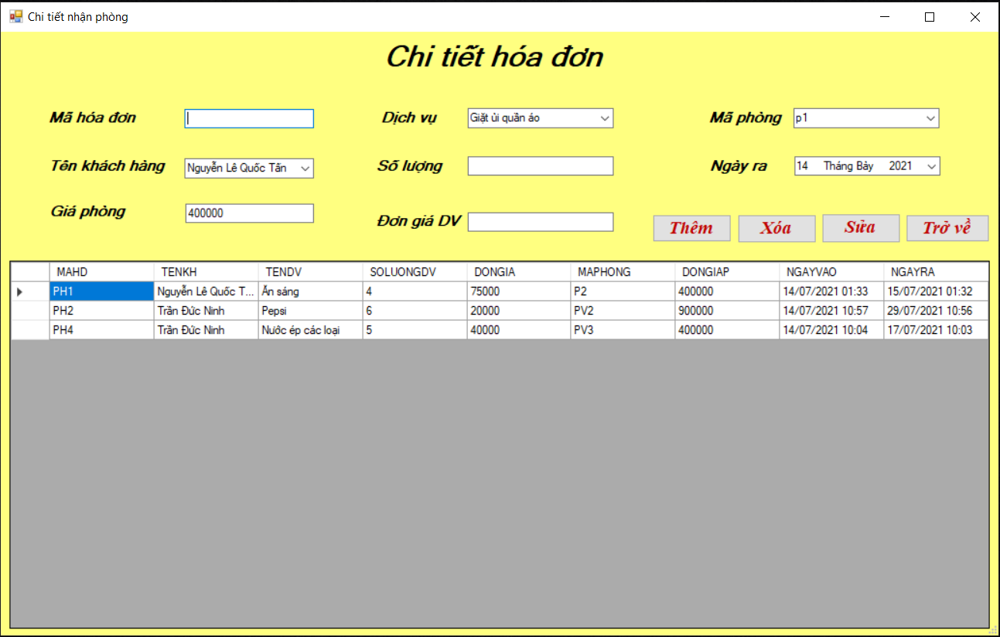 Chi tiết nhận phòng
Chi tiết hóa đơn
Mã hóa đơn Dịch vụ Giặt ủi quần áo Mã phòng p1
Tên khách hàng Nguyễn Lê Quốc Tấn Số lượng Ngày ra 14 Tháng Bảy 2021
Giá phòng 400000 Đơn giá DV Thêm Xóa Sửa Trở về
MAHD TENKH TENDV SOLUONGDV DONGIA MAPHONG DONGIAP NGAYVAO NGAYRA
PH1 Nguyễn Lê Quốc T... Ăn sáng 4 75000 P2 400000 14/07/2021 01:33 15/07/2021 01:32
PH2 Trần Đức Ninh Pepsi 6 20000 PV2 900000 14/07/2021 10:57 29/07/2021 10:56
PH4 Trần Đức Ninh Nước ép các loại 5 40000 PV3 400000 14/07/2021 10:04 17/07/2021 10:03